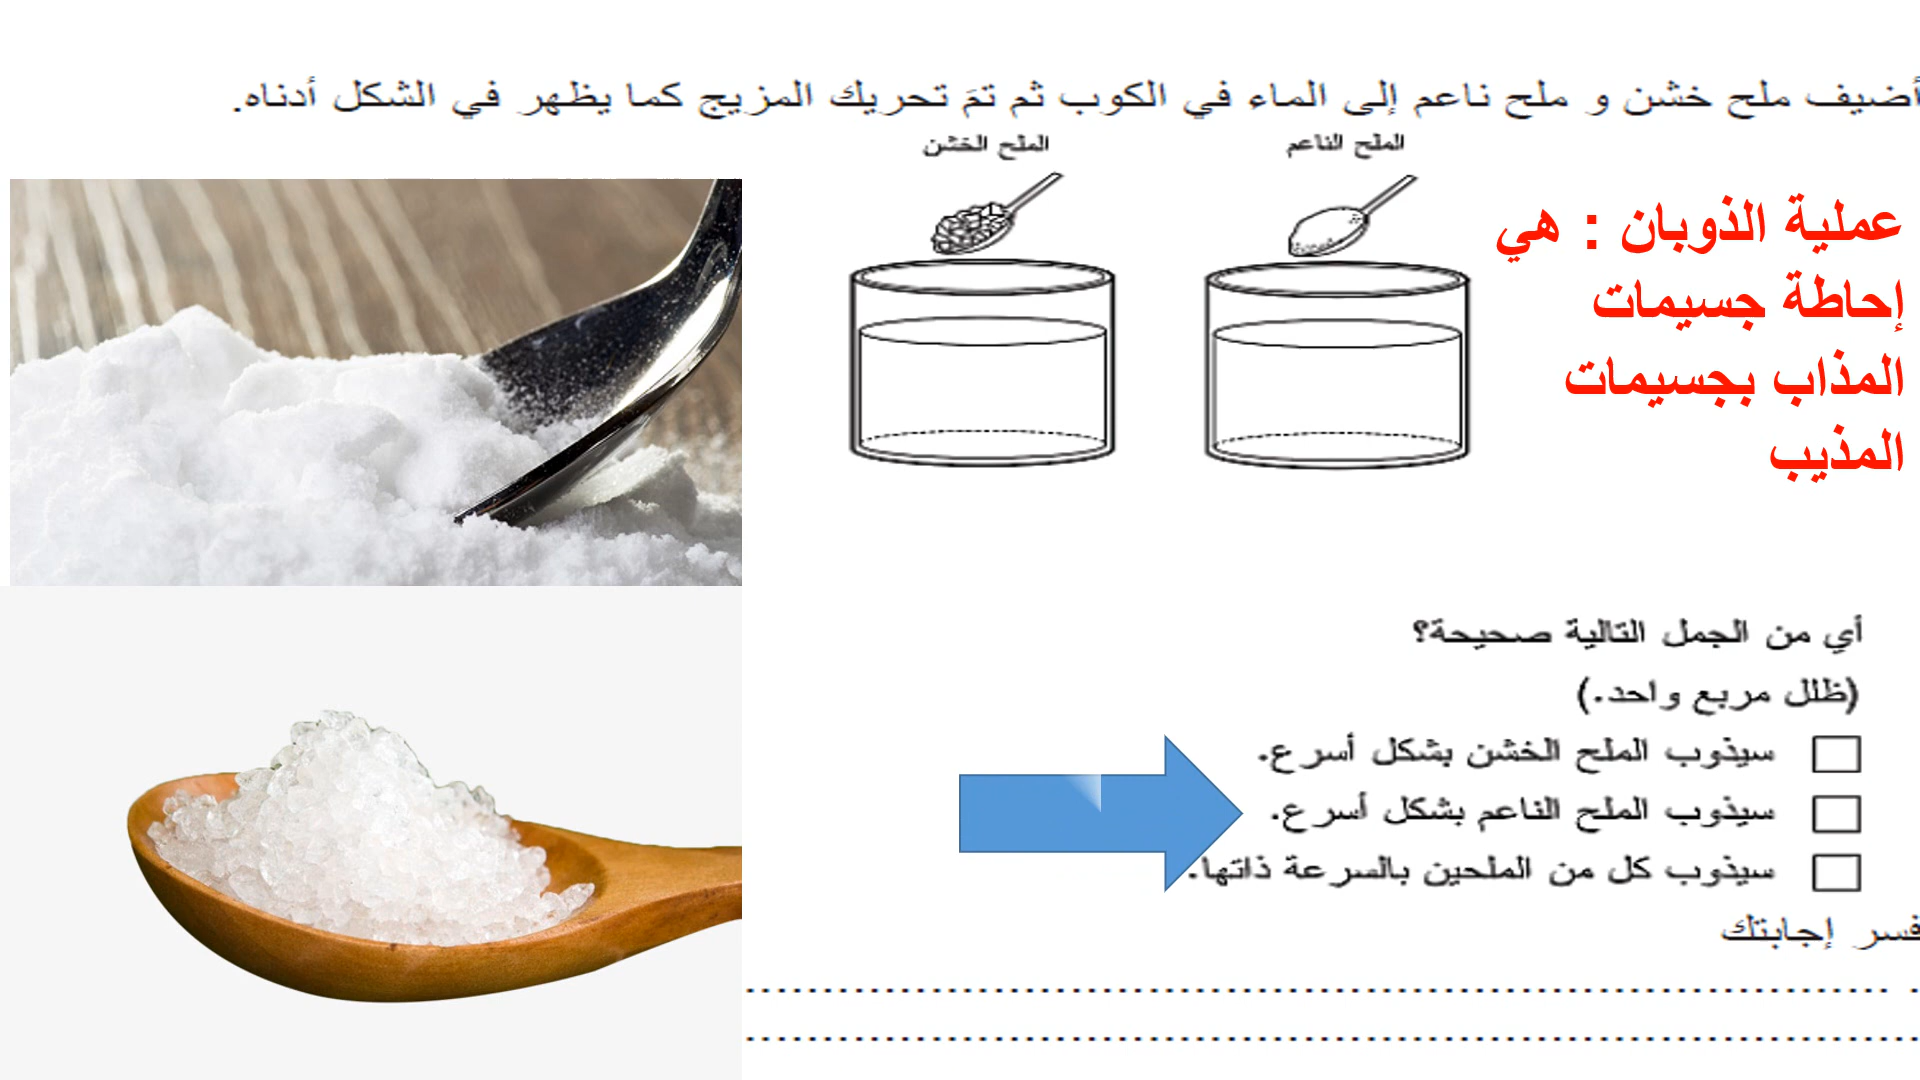 أضيف ملح خشن و ملح ناعم إلى الماء في الكوب ثم تمَ تحريك المزيج كما يظهر في الشكل أدناه.
الملح الناعم
الملح الخشن
عملية الذوبان : هي
إحاطة جسيمات
المذاب بجسيمات
المذيب
أي من الجمل التالية صحيحة؟
(ظلل مربع واحد.)
سيذوب الملح الخشن بشكل أسرع.
سيذوب الملح الناعم بشكل أسرع.
سيذوب كل من الملحين بالسرعة ذاتها.
فسر إجابتك